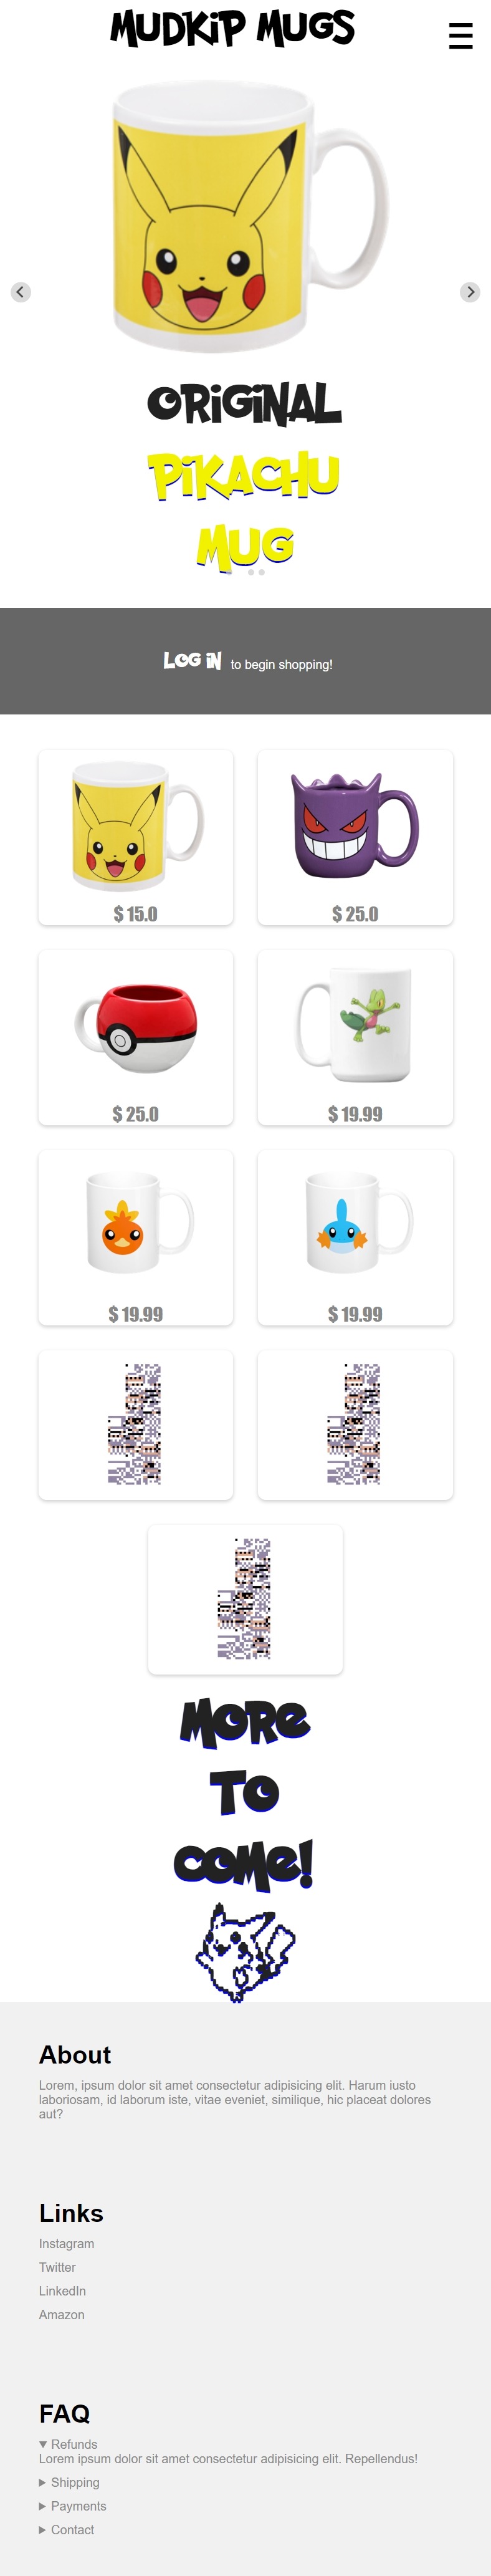 MUDKiP MUGS
ORiGiNAL
PiKACHU
MUG
LOG iN to begin shopping!
$ 15.0
$ 25.0
$ 25.0
$ 19.99
$ 19.99
$ 19.99
MORe
TO
COMe!
About
Lorem, ipsum dolor sit amet consectetur adipisicing elit. Harum iusto
laboriosam, id laborum iste, vitae eveniet, similique, hic placeat dolores
aut?
Links
Instagram
Twitter
LinkedIn
Amazon
FAQ
Refunds
Lorem ipsum dolor sit amet consectetur adipisicing elit. Repellendus!
Shipping
Payments
Contact